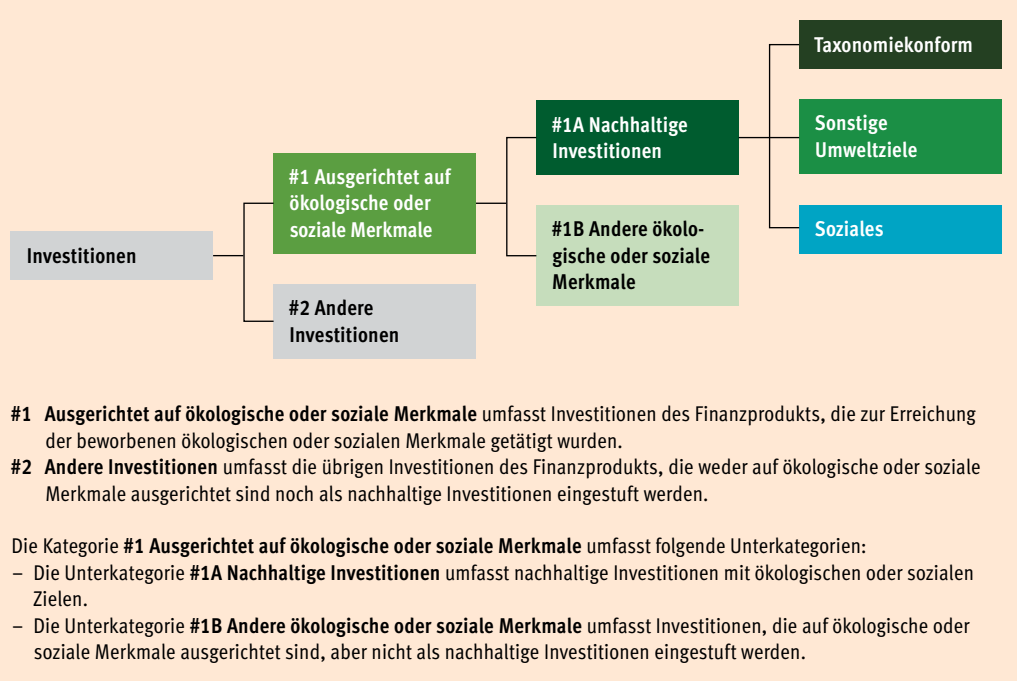 Investitionen
#1 Ausgerichtet auf
ökologische oder
soziale Merkmale
#2 Andere
Investitionen
#1A Nachhaltige
Investitionen
#1B Andere ökolo-
gische oder soziale
Merkmale
Taxonomiekonform
Sonstige
Umweltziele
Soziales
#1 Ausgerichtet auf ökologische oder soziale Merkmale umfasst Investitionen des Finanzprodukts, die zur Erreichung
der beworbenen ökologischen oder sozialen Merkmale getätigt wurden.
#2 Andere Investitionen umfasst die übrigen Investitionen des Finanzprodukts, die weder auf ökologische oder soziale
Merkmale ausgerichtet sind noch als nachhaltige Investitionen eingestuft werden.
Die Kategorie #1 Ausgerichtet auf ökologische oder soziale Merkmale umfasst folgende Unterkategorien:
– Die Unterkategorie #1A Nachhaltige Investitionen umfasst nachhaltige Investitionen mit ökologischen oder sozialen
Zielen.
– Die Unterkategorie #1B Andere ökologische oder soziale Merkmale umfasst Investitionen, die auf ökologische oder
soziale Merkmale ausgerichtet sind, aber nicht als nachhaltige Investitionen eingestuft werden.